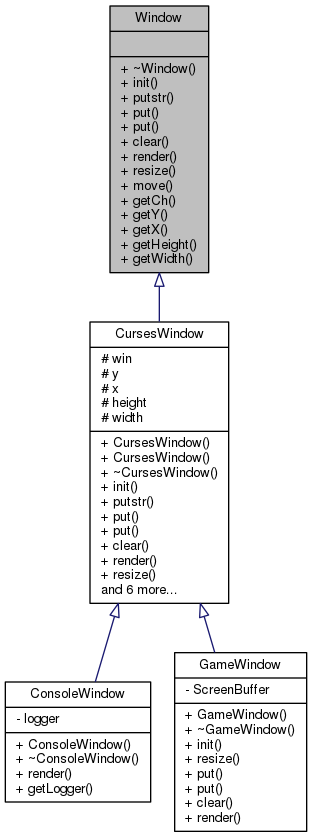 Window
+ ~Window()
+ init()
+ putstr()
+ put()
+ put()
+ clear()
+ render()
+ resize()
+ move()
+ getCh()
+ getY()
+ getX()
+ getHeight()
+ getWidth()
CursesWindow
# win
# y
# x
# height
# width
+ CursesWindow()
+ CursesWindow()
+ ~CursesWindow()
+ init()
+ putstr()
+ put()
+ put()
+ clear()
+ render()
+ resize()
and 6 more...
ConsoleWindow
- logger
+ ConsoleWindow()
+ ~ConsoleWindow()
+ render()
+ getLogger()
GameWindow
- ScreenBuffer
+ GameWindow()
+ ~GameWindow()
+ init()
+ resize()
+ put()
+ put()
+ clear()
+ render()